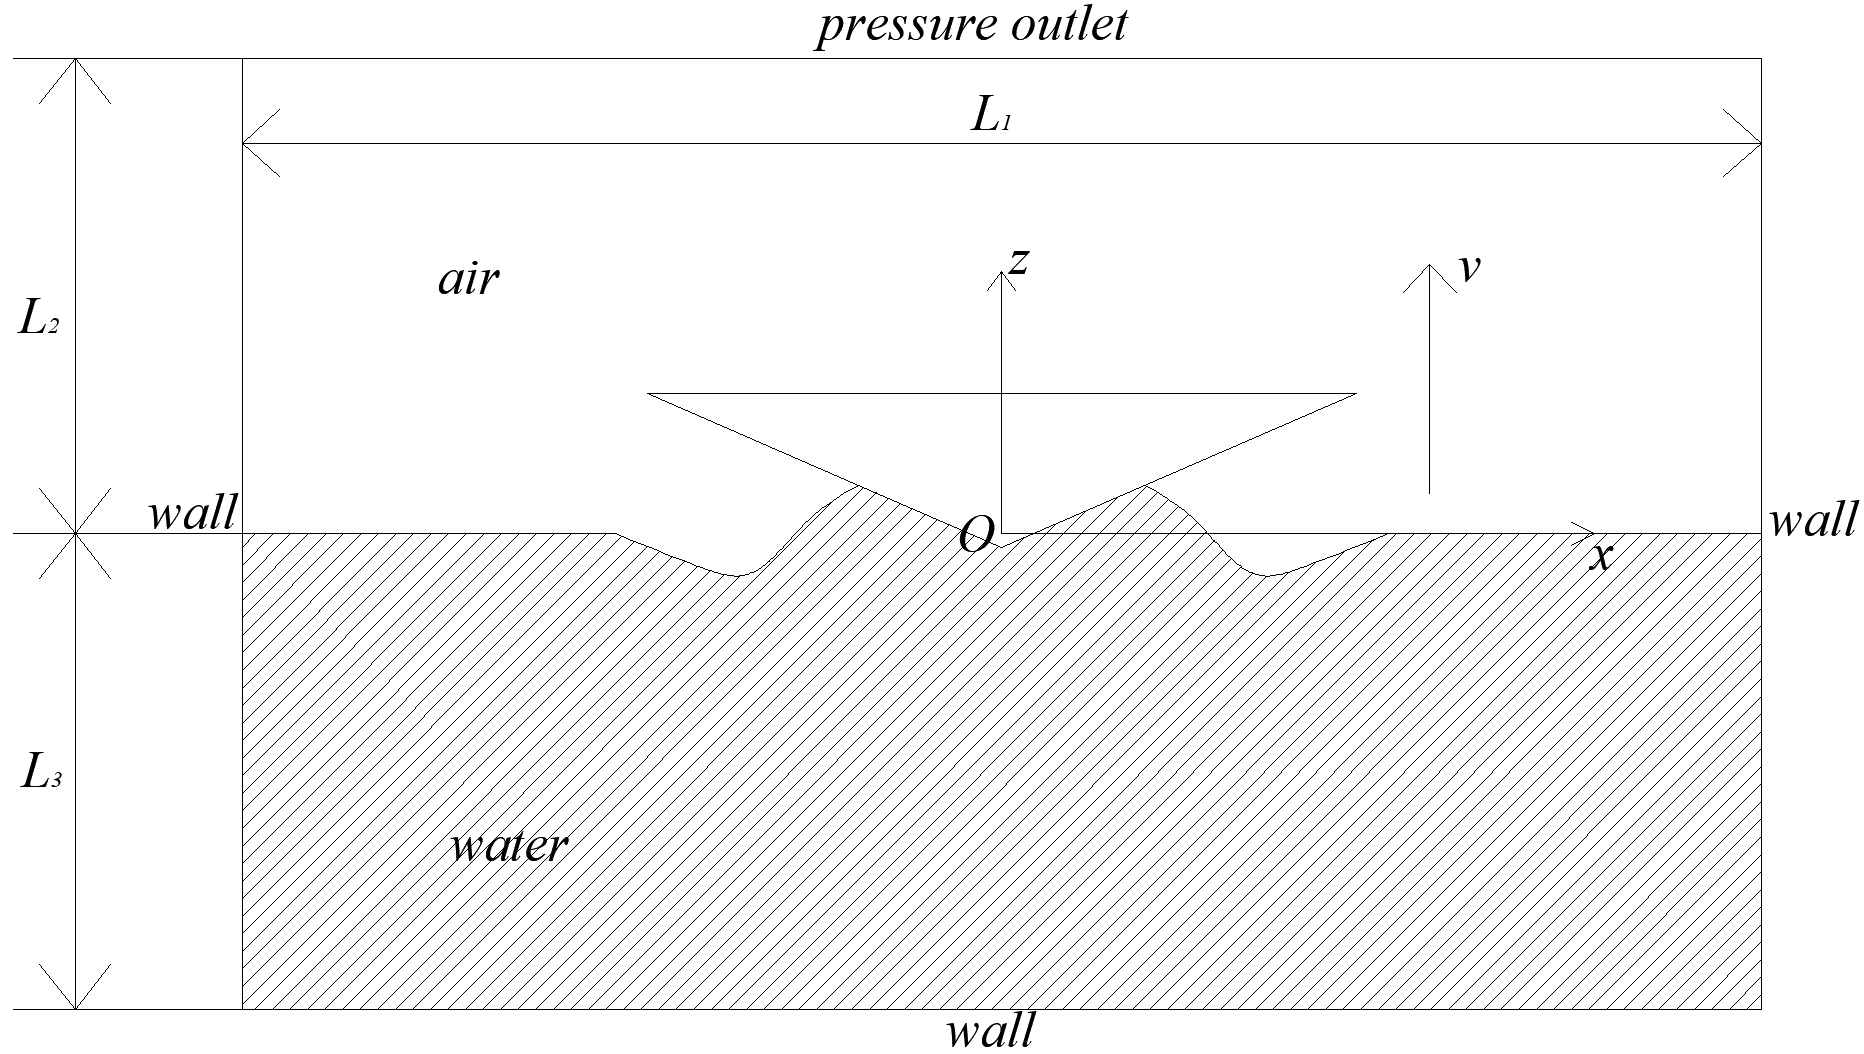 pressure outlet
L1
z
v
air
L2
wall
O
x
wall
L3
water
wall